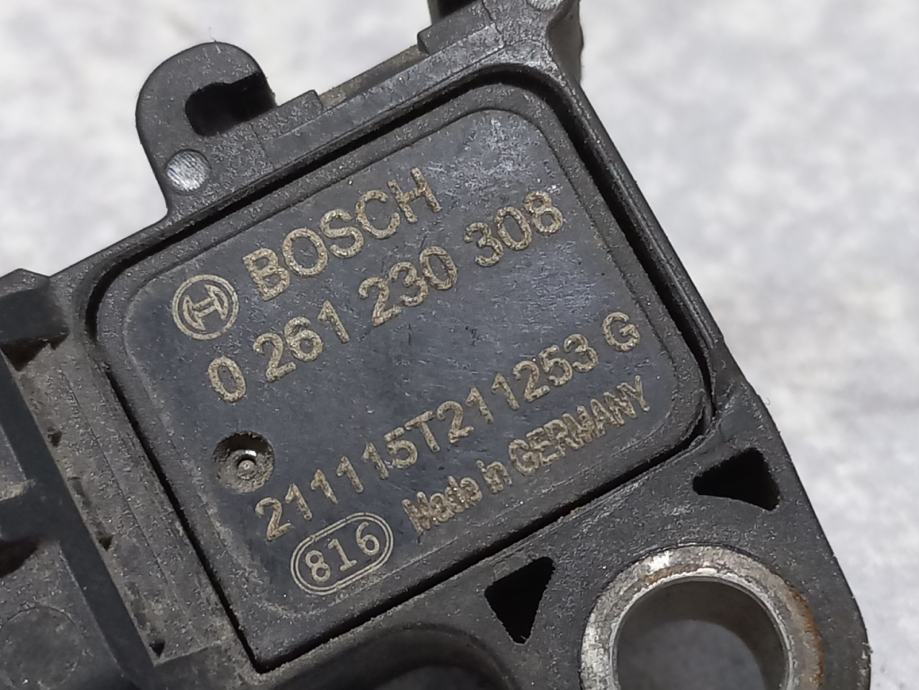 BOSCH
0 261 230 308
211115T211253 G
Made in GERMANY
816